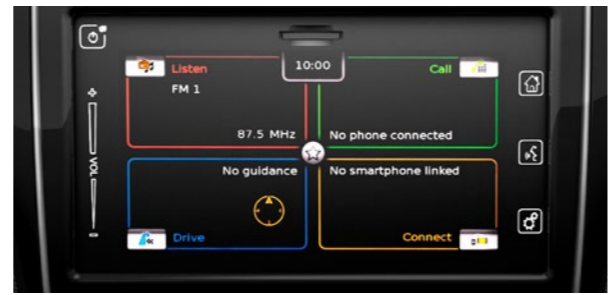 10:00
Listen
FM 1
87.5 MHz
Call
No phone connected
VOL
No guidance
Drive
No smartphone linked
Connect